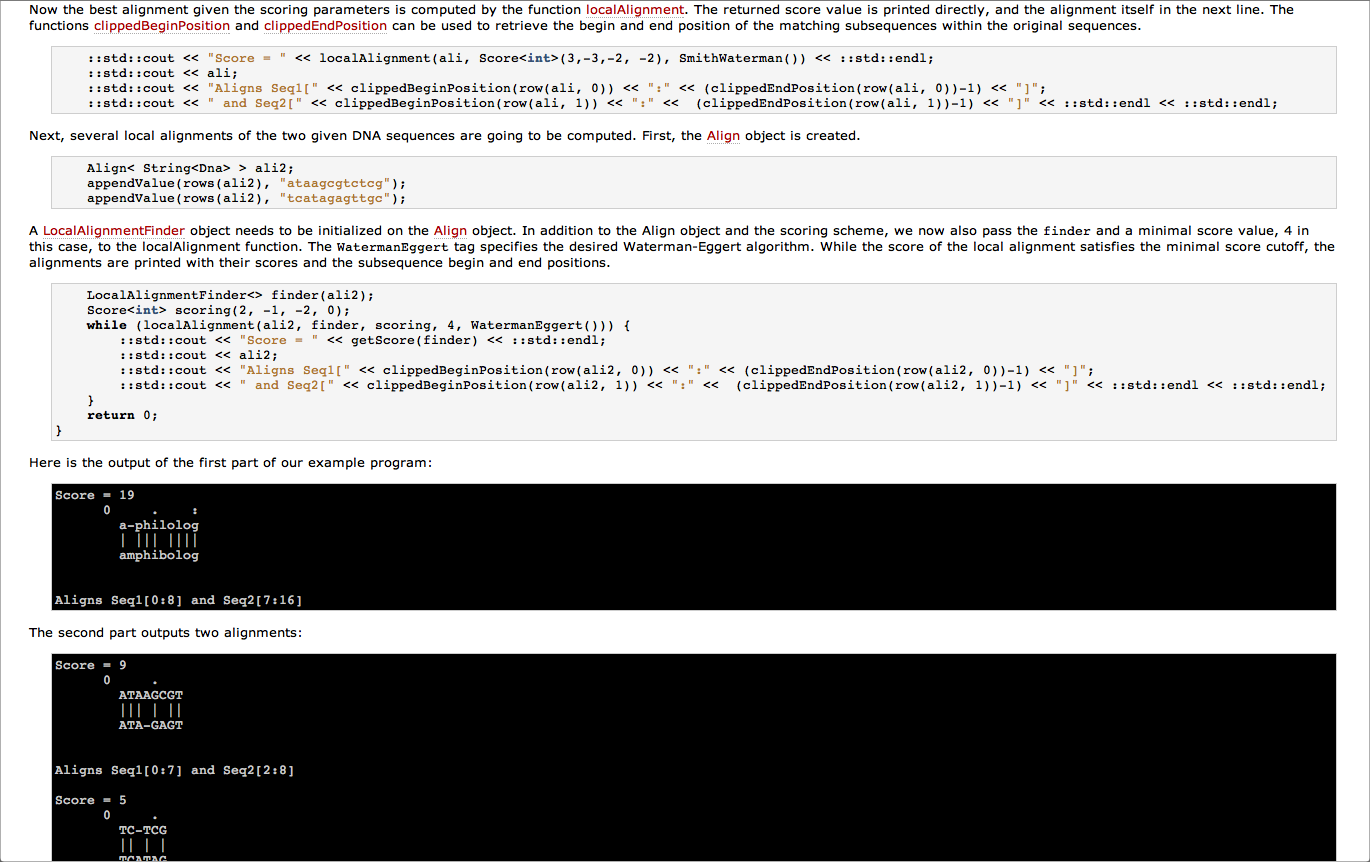 Now the best alignment given the scoring parameters is computed by the function localAlignment. The returned score value is printed directly, and the alignment itself in the next line. The
functions clippedBeginPosition and clippedEndPosition can be used to retrieve the begin and end position of the matching subsequences within the original sequences.
::std::cout << "Score = " << localAlignment(ali, Score<int>(3,-3,-2, -2), SmithWaterman()) << ::std::endl;
::std::cout << ali;
::std::cout << "Aligns Seq1[" << clippedBeginPosition(row(ali, 0)) << ":" << (clippedEndPosition(row(ali, 0))-1) << "]";
::std::cout << " and Seq2[" << clippedBeginPosition(row(ali, 1)) << ":" <<  (clippedEndPosition(row(ali, 1))-1) << "]" << ::std::endl << ::std::endl;
Next, several local alignments of the two given DNA sequences are going to be computed. First, the Align object is created.
Align< String<Dna> > ali2;
appendValue(rows(ali2), "ataagcgtctcg");
appendValue(rows(ali2), "tcatagagttgc");
A LocalAlignmentFinder object needs to be initialized on the Align object. In addition to the Align object and the scoring scheme, we now also pass the finder and a minimal score value, 4 in
this case, to the localAlignment function. The WatermanEggert tag specifies the desired Waterman-Eggert algorithm. While the score of the local alignment satisfies the minimal score cutoff, the
alignments are printed with their scores and the subsequence begin and end positions.
LocalAlignmentFinder<> finder(ali2);
Score<int> scoring(2, -1, -2, 0);
while (localAlignment(ali2, finder, scoring, 4, WatermanEggert())) {
::std::cout << "Score = " << getScore(finder) << ::std::endl;
::std::cout << ali2;
::std::cout << "Aligns Seq1[" << clippedBeginPosition(row(ali2, 0)) << ":" << (clippedEndPosition(row(ali2, 0))-1) << "]";
::std::cout << " and Seq2[" << clippedBeginPosition(row(ali2, 1)) << ":" <<  (clippedEndPosition(row(ali2, 1))-1) << "]" << ::std::endl << ::std::endl;
}
return 0;
}
Here is the output of the first part of our example program:
Score = 19
0     .    :
a-philolog
| ||| ||||
amphibolog
Aligns Seq1[0:8] and Seq2[7:16]
The second part outputs two alignments:
Score = 9
0     .
ATAAGCGT
||| | ||
ATA-GAGT
Aligns Seq1[0:7] and Seq2[2:8]
Score = 5
0     .
TC-TCG
|| | |
TCATAG